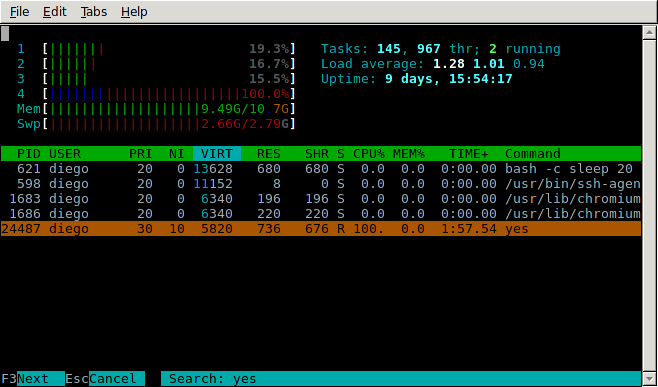 File Edit Tabs Help
1 [||||||| 19.3%] Tasks: 145, 967 thr; 2 running
2 [|||||| 16.7%] Load average: 1.28 1.01 0.94
3 [||||| 15.5%] Uptime: 9 days, 15:54:17
4 [||||||||||||||||||||||||100.0%]
Mem[|||||||||||||||||||9.49G/10 7G]
Swp[|||||||||||||||||||2.66G/2.79G]
PID USER PRI NI VIRT RES SHR S CPU% MEM% TIME+ Command
621 diego 20 0 13628 680 680 S 0.0 0.0 0:00.00 bash -c sleep 20
598 diego 20 0 11152 8 0 S 0.0 0.0 0:00.00 /usr/bin/ssh-agen
1683 diego 20 0 6340 196 196 S 0.0 0.0 0:00.00 /usr/lib/chromium
1686 diego 20 0 6340 220 220 S 0.0 0.0 0:00.00 /usr/lib/chromium
24487 diego 30 10 5820 736 676 R 100. 0.0 1:57.54 yes
F3Next EscCancel Search: yes